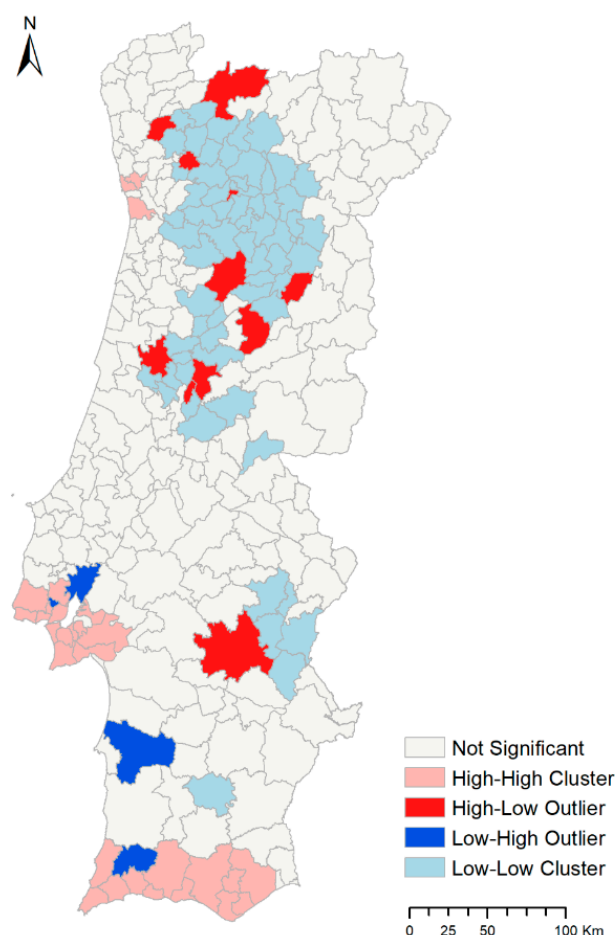 N
Not Significant
High-High Cluster
High-Low Outlier
Low-High Outlier
Low-Low Cluster
0 25 50 100 Km